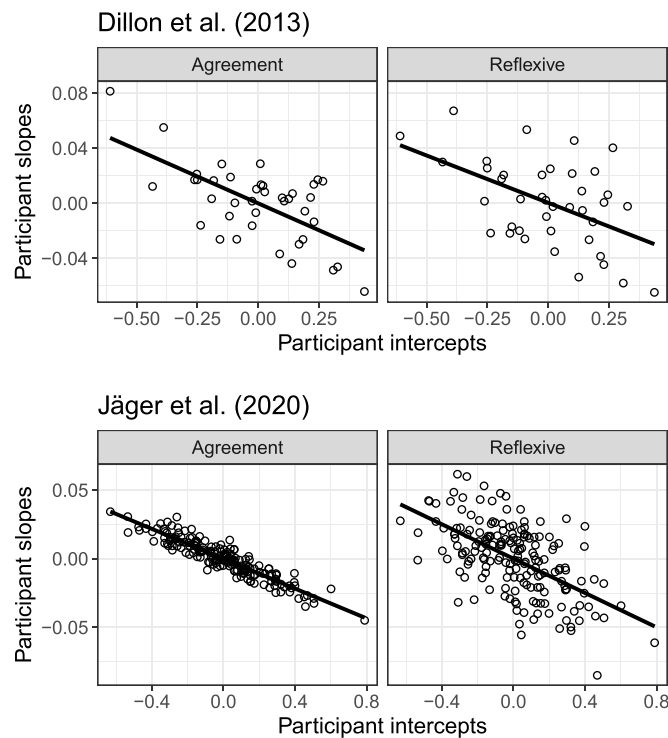 Dillon et al. (2013)
Agreement
Reflexive
Participant slopes
0.08
0.04
0.00
−0.04
−0.50 −0.25 0.00 0.25
−0.50 −0.25 0.00 0.25
Participant intercepts
Jäger et al. (2020)
Agreement
Reflexive
Participant slopes
0.05
0.00
−0.05
−0.4 0.0 0.4 0.8
−0.4 0.0 0.4 0.8
Participant intercepts